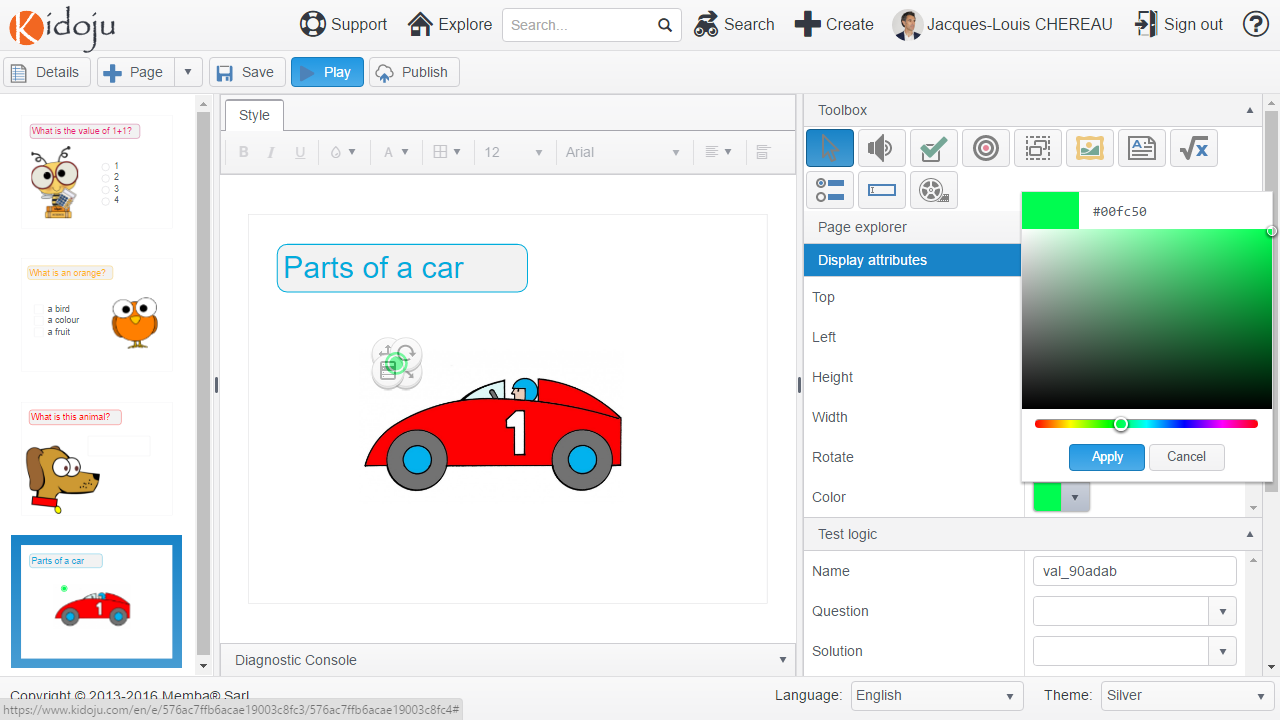 Kidoju
Support
Explore
Search...
Search
Create
Jacques-Louis CHEREAU
Sign out
Details
Page
Save
Play
Publish
What is the value of 1+1?
1
2
3
4
What is an orange?
a bird
a colour
a fruit
What is this animal?
Parts of a car
1
Style
B I U
A
12
Arial
Parts of a car
1
Diagnostic Console
Toolbox
Page explorer
Display attributes
Top
Left
Height
Width
Rotate
Color
#00fc50
Apply
Cancel
Test logic
Name
val_90adab
Question
Solution
Copyright © 2013-2016 Memba® Sarl
Language: English
Theme: Silver
https://www.kidoju.com/en/e/576ac7ffb6acae19003c8fc3/576ac7ffb6acae19003c8fc4#